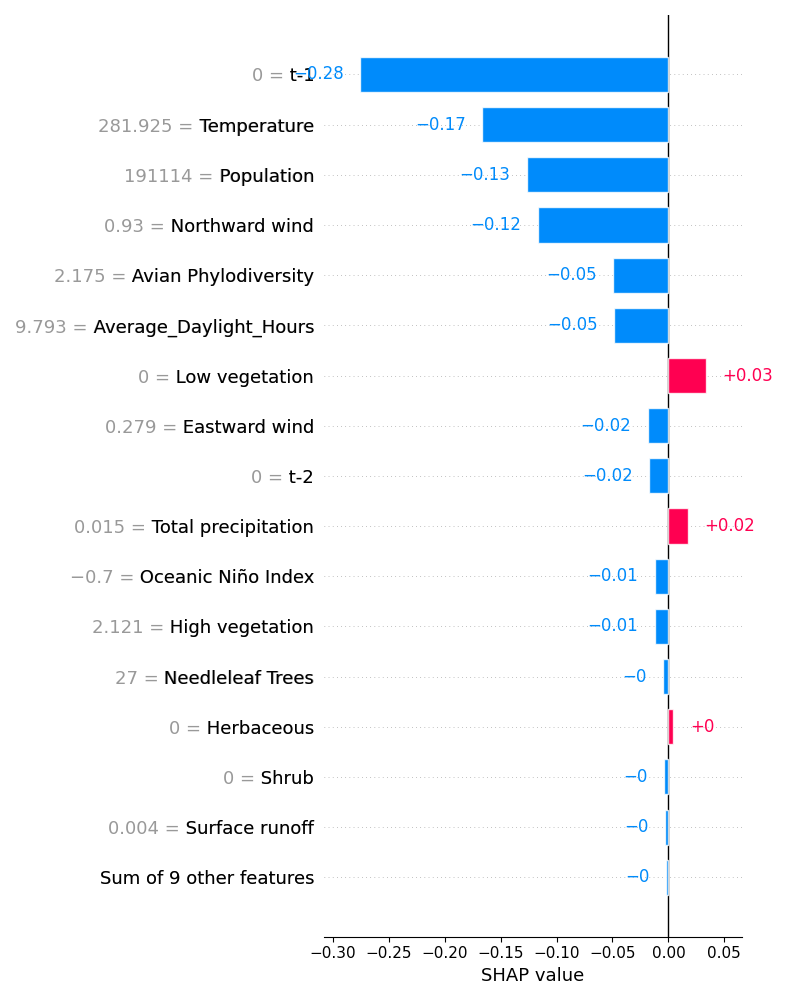 0 = t-1 −0.28
281.925 = Temperature −0.17
191114 = Population −0.13
0.93 = Northward wind −0.12
2.175 = Avian Phylodiversity −0.05
9.793 = Average_Daylight_Hours −0.05
0 = Low vegetation +0.03
0.279 = Eastward wind −0.02
0 = t-2 −0.02
0.015 = Total precipitation +0.02
−0.7 = Oceanic Niño Index −0.01
2.121 = High vegetation −0.01
27 = Needleleaf Trees −0
0 = Herbaceous +0
0 = Shrub −0
0.004 = Surface runoff −0
Sum of 9 other features −0
−0.30 −0.25 −0.20 −0.15 −0.10 −0.05 0.00 0.05
SHAP value